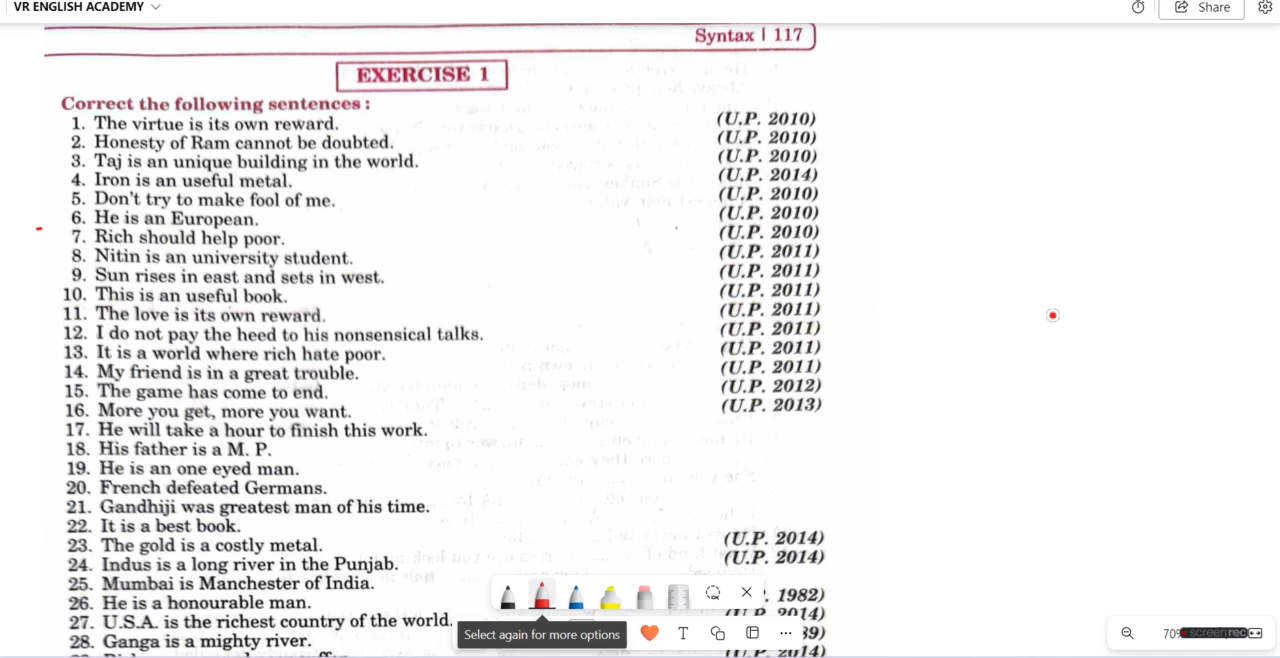 VR ENGLISH ACADEMY
Share
Syntax | 117
EXERCISE 1
Correct the following sentences :
1. The virtue is its own reward. (U.P. 2010)
2. Honesty of Ram cannot be doubted. (U.P. 2010)
3. Taj is an unique building in the world. (U.P. 2010)
4. Iron is an useful metal. (U.P. 2014)
5. Don't try to make fool of me. (U.P. 2010)
6. He is an European. (U.P. 2010)
7. Rich should help poor. (U.P. 2010)
8. Nitin is an university student. (U.P. 2011)
9. Sun rises in east and sets in west. (U.P. 2011)
10. This is an useful book. (U.P. 2011)
11. The love is its own reward. (U.P. 2011)
12. I do not pay the heed to his nonsensical talks. (U.P. 2011)
13. It is a world where rich hate poor. (U.P. 2011)
14. My friend is in a great trouble. (U.P. 2011)
15. The game has come to end. (U.P. 2012)
16. More you get, more you want. (U.P. 2013)
17. He will take a hour to finish this work.
18. His father is a M. P.
19. He is an one eyed man.
20. French defeated Germans.
21. Gandhiji was greatest man of his time.
22. It is a best book.
23. The gold is a costly metal. (U.P. 2014)
24. Indus is a long river in the Punjab. (U.P. 2014)
25. Mumbai is Manchester of India.
26. He is a honourable man. 1982)
27. U.S.A. is the richest country of the world. 2014)
28. Ganga is a mighty river. 89)
(U.P. 2014)
Select again for more options
T
70%
screenrec